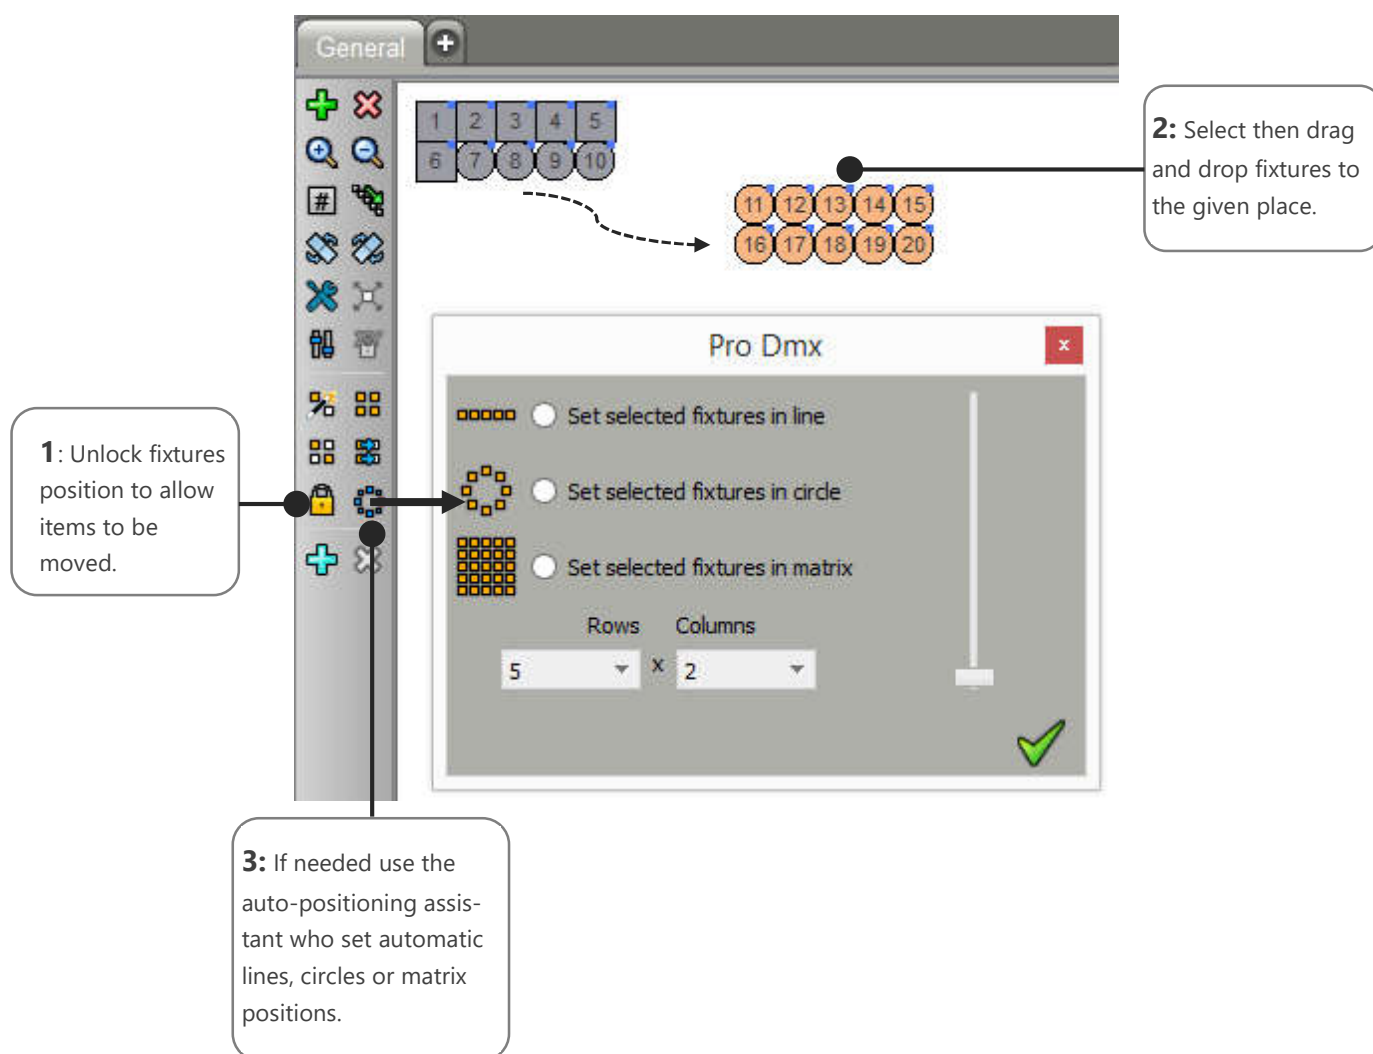 General
1 2 3 4 5
6 7 8 9 10
2: Select then drag
and drop fixtures to
the given place.
11 12 13 14 15
16 17 18 19 20
#
Pro Dmx
x
Set selected fixtures in line
Set selected fixtures in circle
Set selected fixtures in matrix
Rows Columns
5 x 2
1: Unlock fixtures
position to allow
items to be
moved.
3: If needed use the
auto-positioning assis-
tant who set automatic
lines, circles or matrix
positions.